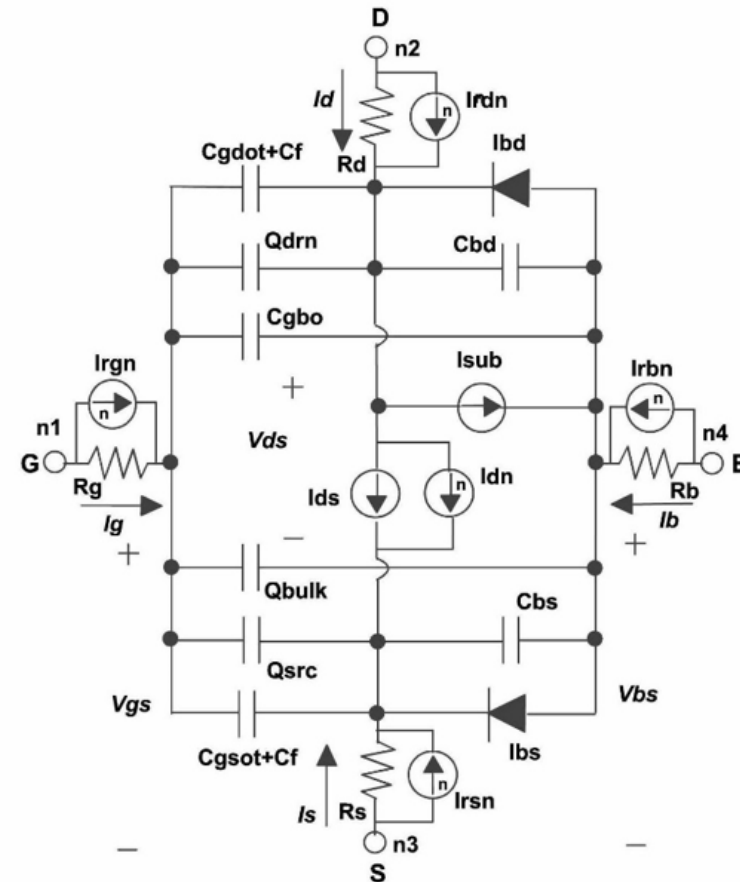 D
n2
Id
Irdn
n
Cgdot+Cf
Rd
Ibd
Qdrn
Cbd
Cgbo
+
Isub
Irgn
n
Irbn
n
n1
Vds
n4
G
Rg
Ids
n
Idn
Rb
B
Ig
Ib
+
−
+
Qbulk
Cbs
Qsrc
Vgs
Vbs
Cgsot+Cf
Ibs
Is
Rs
n
Irsn
−
n3
−
S